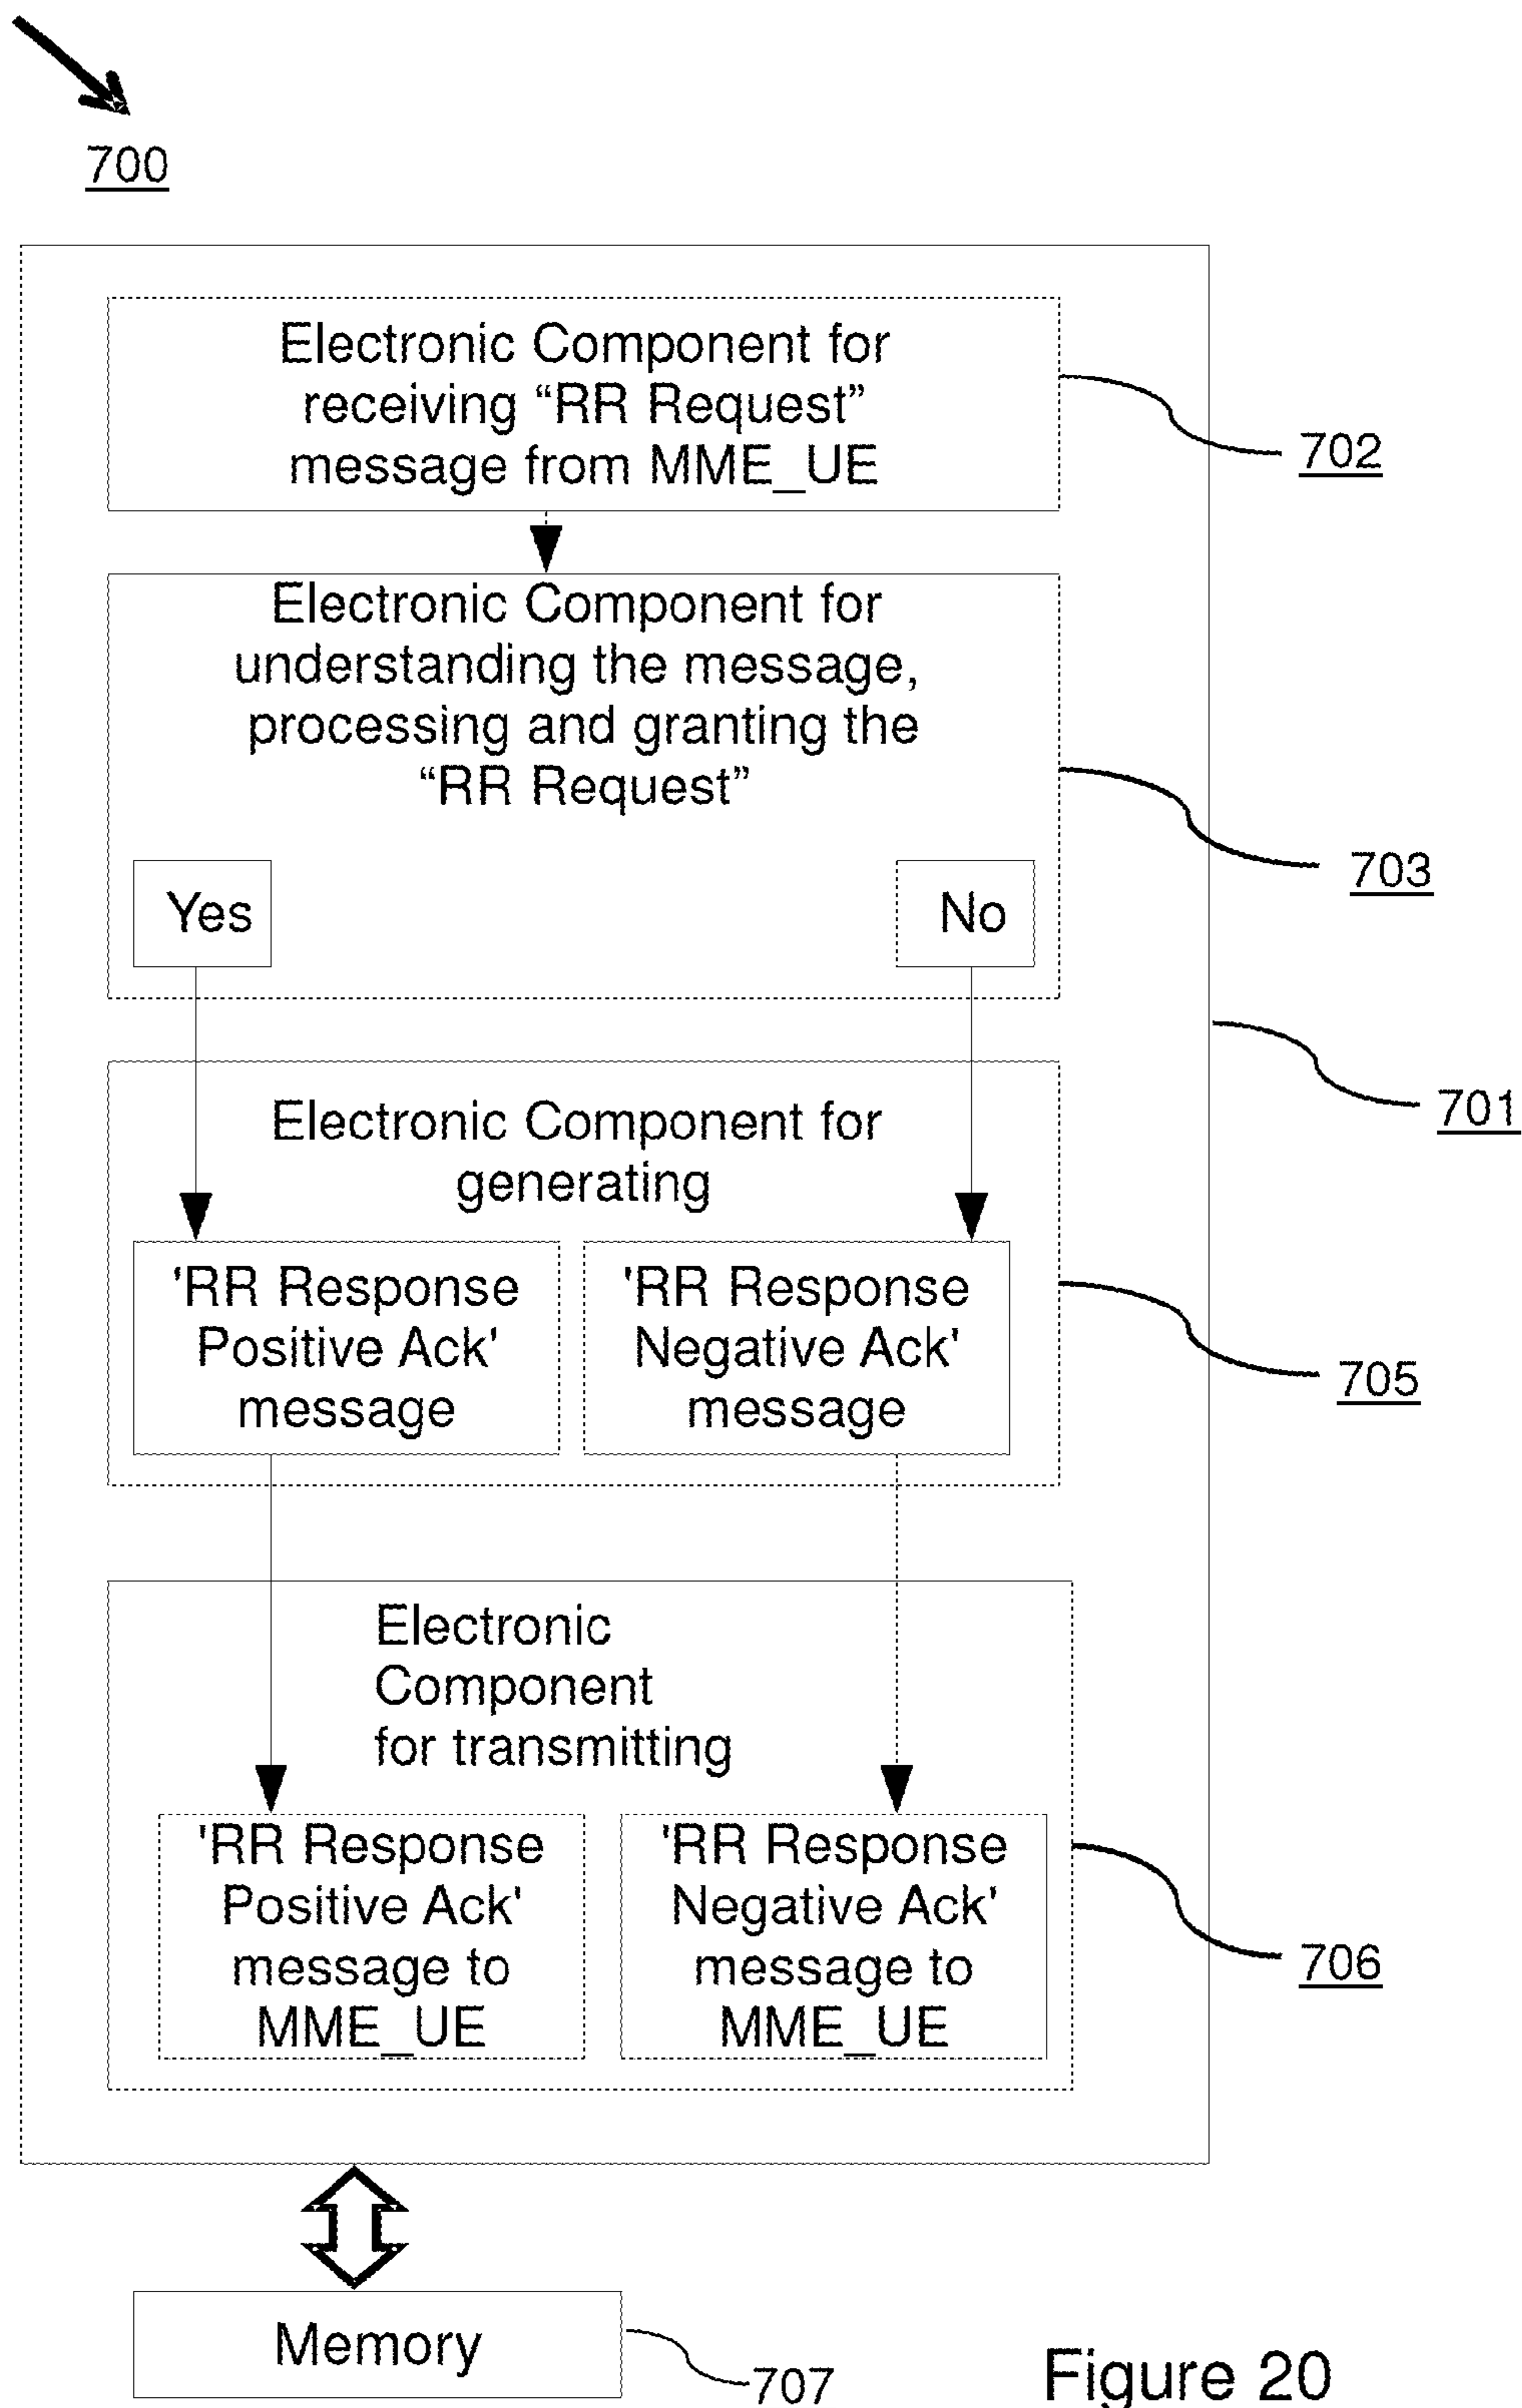 700
Electronic Component for
receiving “RR Request”
message from MME_UE
702
Electronic Component for
understanding the message,
processing and granting the
“RR Request”
703
Yes
No
701
Electronic Component for
generating
'RR Response
Positive Ack'
message
'RR Response
Negative Ack'
message
705
Electronic
Component
for transmitting
'RR Response
Positive Ack'
message to
MME_UE
'RR Response
Negative Ack'
message to
MME_UE
706
Memory
707
Figure 20